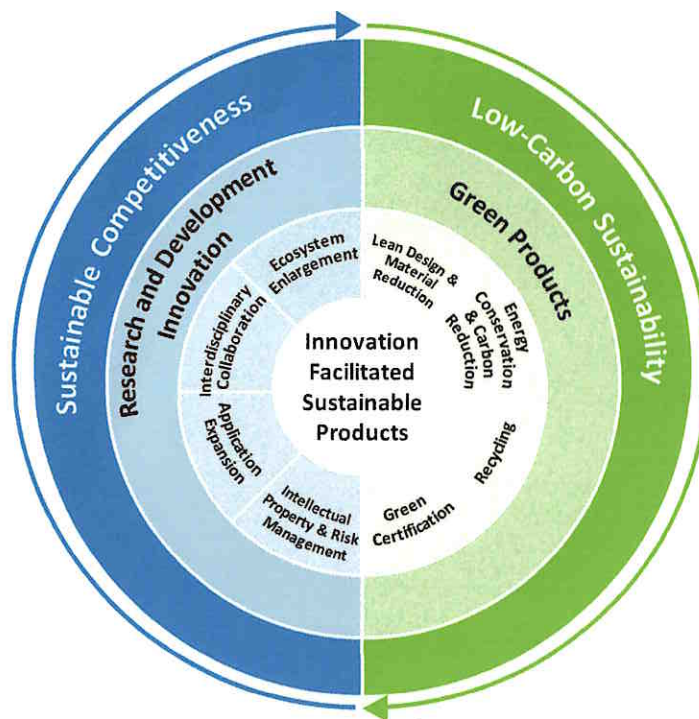 Sustainable Competitiveness
Low-Carbon Sustainability
Research and Development
Innovation
Green Products
Ecosystem
Enlargement
Interdisciplinary
Collaboration
Application
Expansion
Intellectual
Property & Risk
Management
Lean Design &
Material
Reduction
Energy
Conservation
& Carbon
Reduction
Recycling
Green
Certification
Innovation
Facilitated
Sustainable
Products